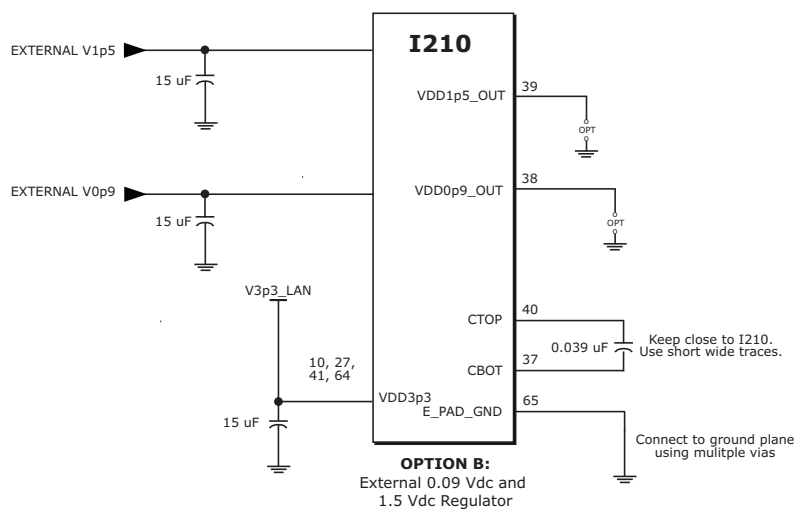 I210
EXTERNAL V1p5
15 uF
VDD1p5_OUT
39
OPT
EXTERNAL V0p9
15 uF
VDD0p9_OUT
38
OPT
V3p3_LAN
10, 27,
41, 64
VDD3p3
15 uF
CTOP
40
0.039 uF
Keep close to I210.
Use short wide traces.
CBOT
37
E_PAD_GND
65
Connect to ground plane
using mulitple vias
OPTION B:
External 0.09 Vdc and
1.5 Vdc Regulator